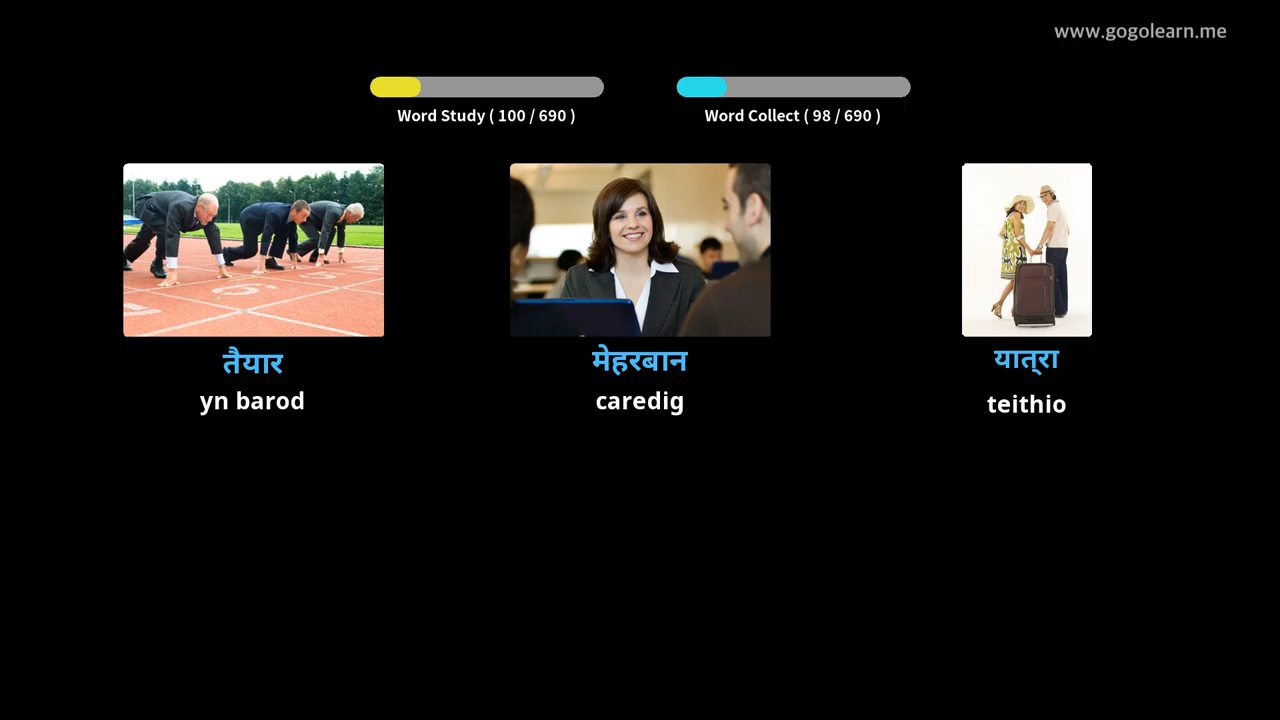 www.gogolearn.me
Word Study ( 100 / 690 )
Word Collect ( 98 / 690 )
तैयार
yn barod
मेहरबान
caredig
यात्रा
teithio